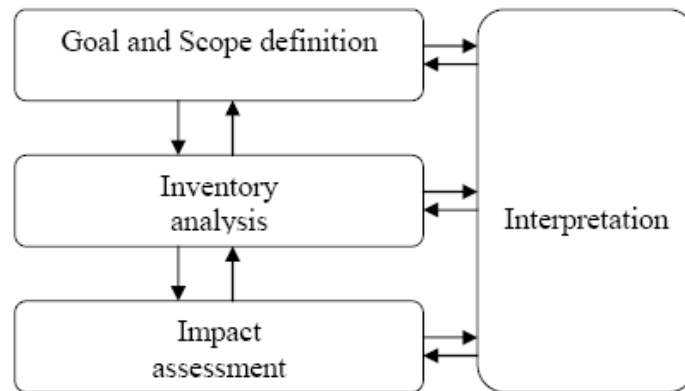 Goal and Scope definition
Inventory
analysis
Interpretation
Impact
assessment